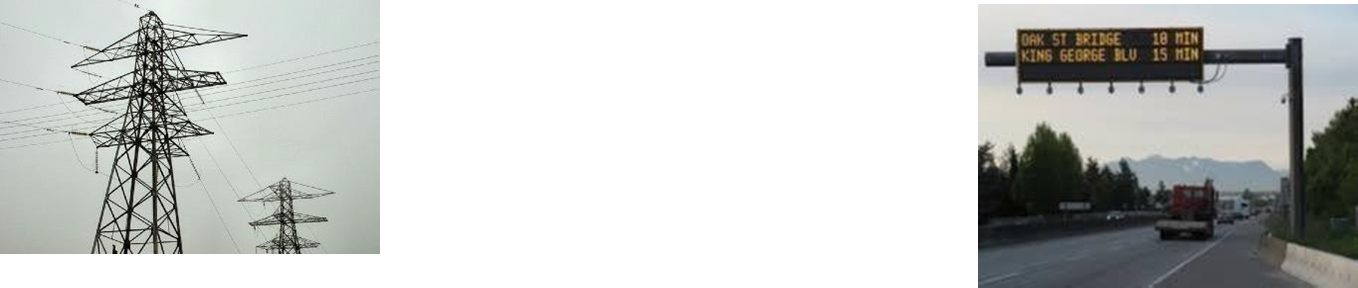 OAK ST BRIDGE 10 MIN
KING GEORGE BLV 15 MIN